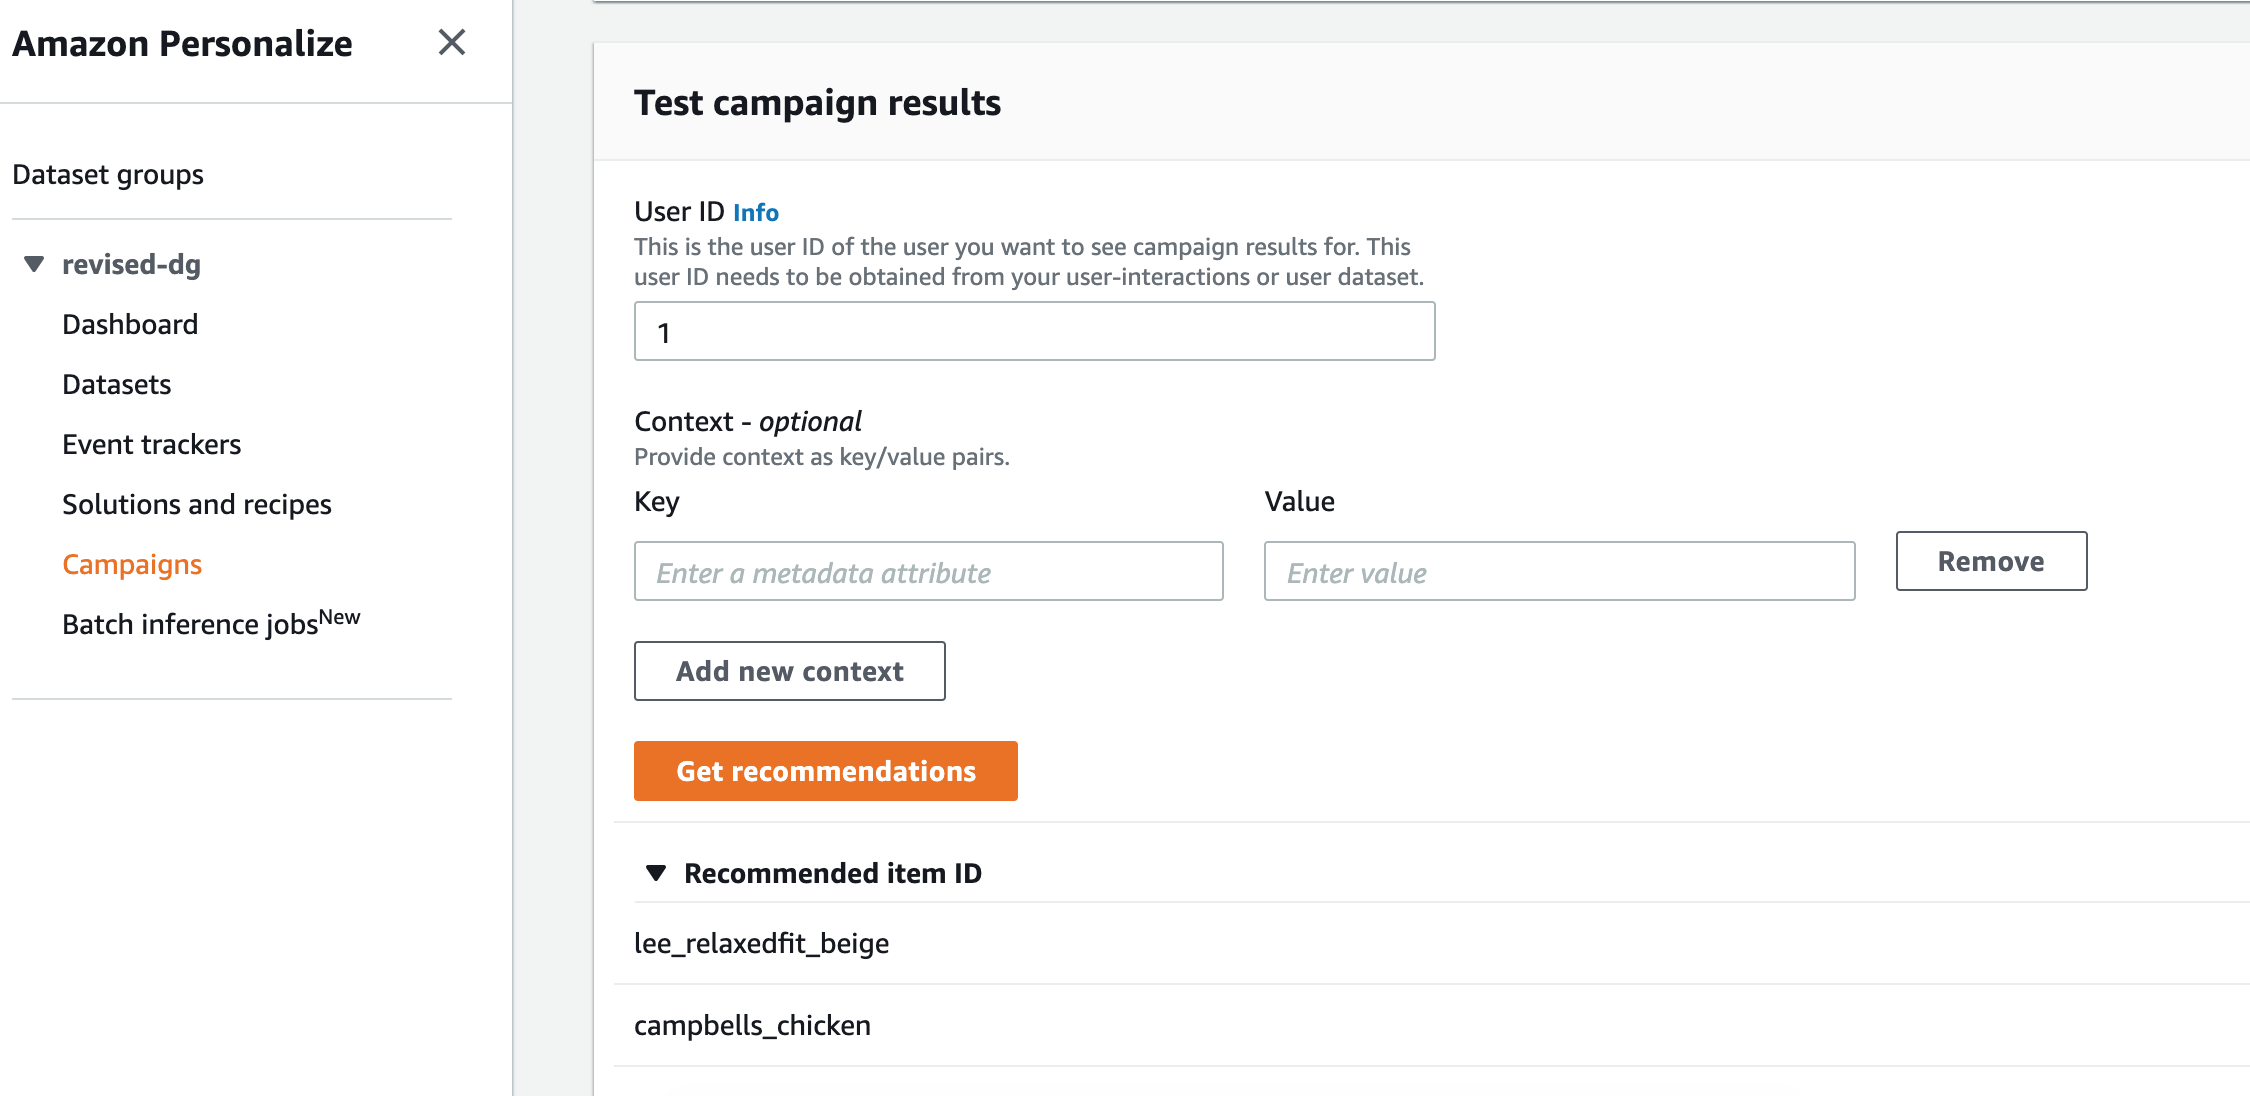 Amazon Personalize
Dataset groups
revised-dg
Dashboard
Datasets
Event trackers
Solutions and recipes
Campaigns
Batch inference jobsNew
Test campaign results
User ID Info
This is the user ID of the user you want to see campaign results for. This
user ID needs to be obtained from your user-interactions or user dataset.
1
Context - optional
Provide context as key/value pairs.
Key Value
Enter a metadata attribute Enter value Remove
Add new context
Get recommendations
Recommended item ID
lee_relaxedfit_beige
campbells_chicken